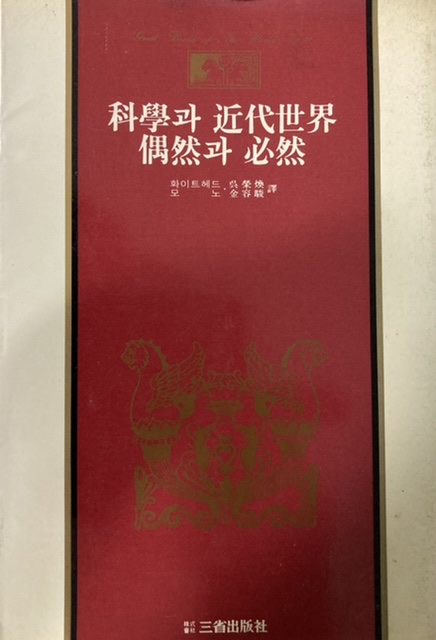 科學과 近代世界
偶然과 必然
화이트헤드·吳榮煥
모노 金容駿 譯
株式會社 三省出版社